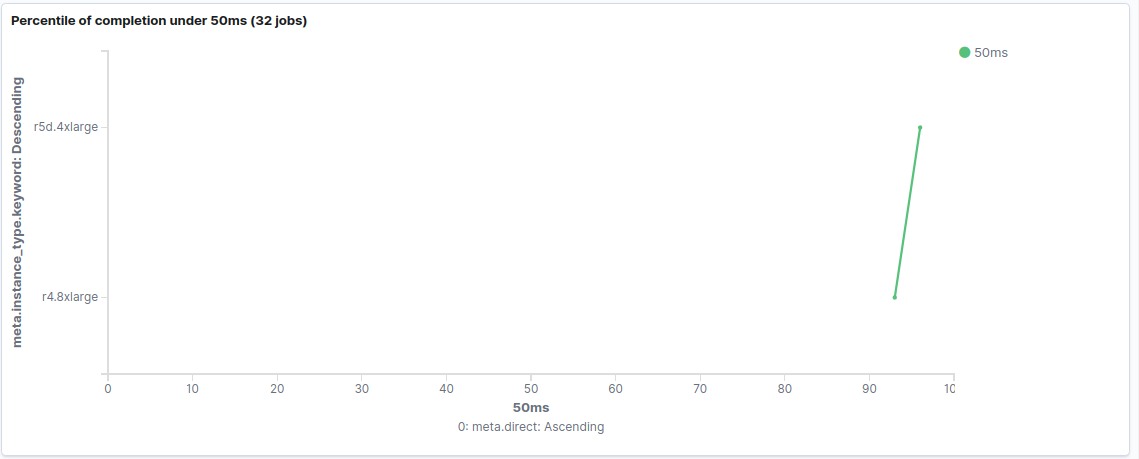 Percentile of completion under 50ms (32 jobs)
50ms
meta.instance_type.keyword: Descending
r5d.4xlarge
r4.8xlarge
0 10 20 30 40 50 60 70 80 90 10
50ms
0: meta.direct: Ascending